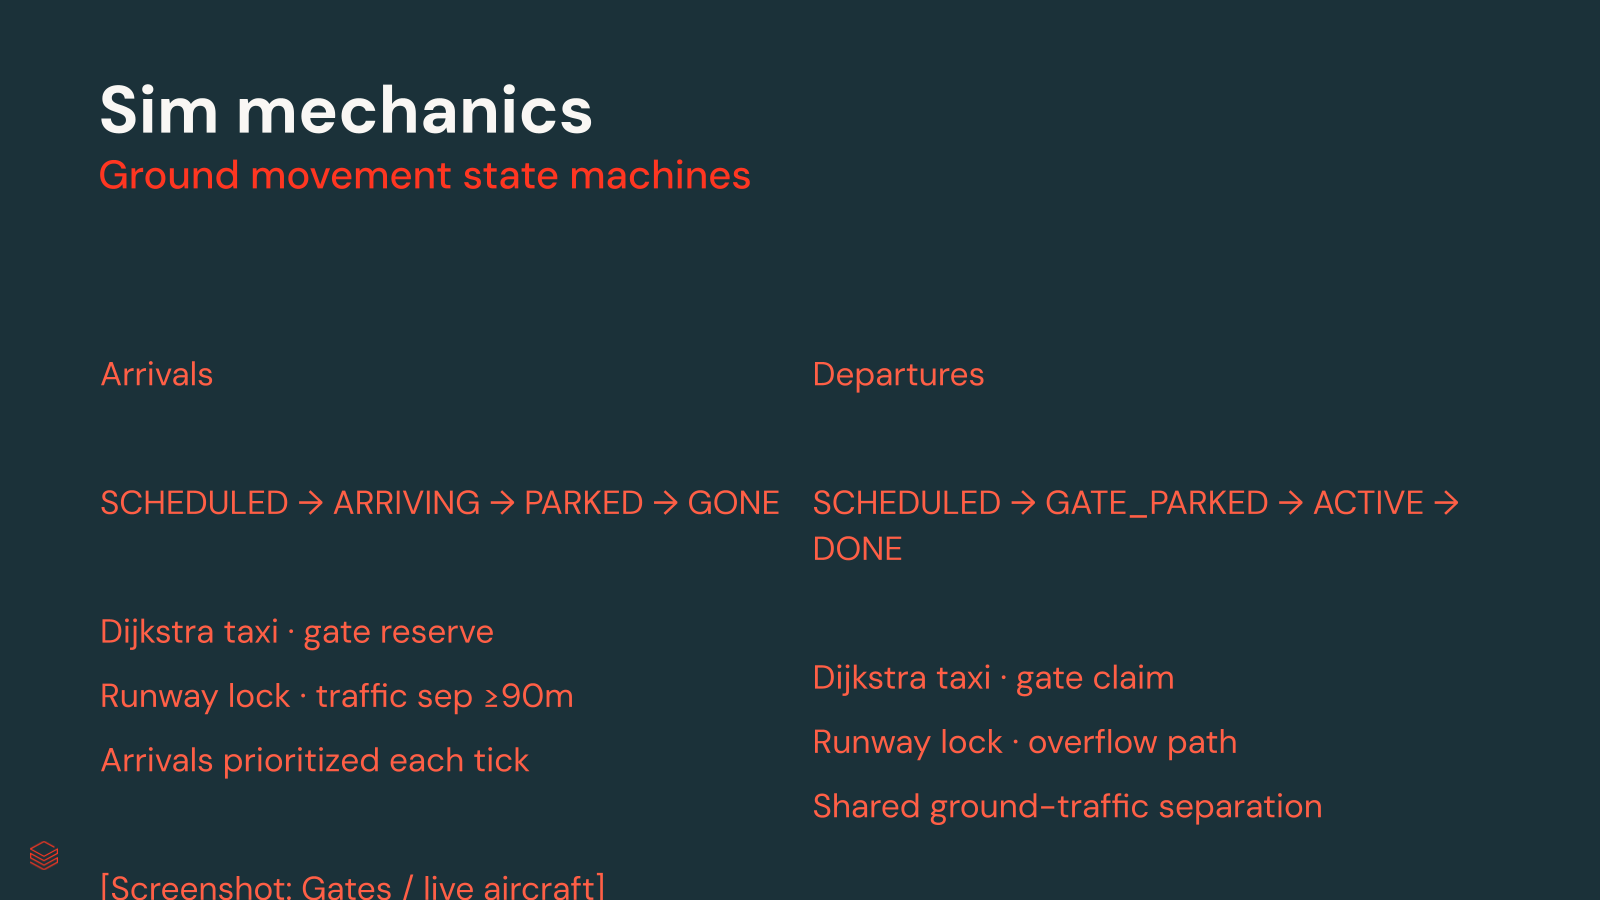 Sim mechanics
Ground movement state machines
Arrivals
SCHEDULED → ARRIVING → PARKED → GONE
Dijkstra taxi · gate reserve
Runway lock · traffic sep ≥90m
Arrivals prioritized each tick
[Screenshot: Gates / live aircraft]
Departures
SCHEDULED → GATE_PARKED → ACTIVE →
DONE
Dijkstra taxi · gate claim
Runway lock · overflow path
Shared ground-traffic separation